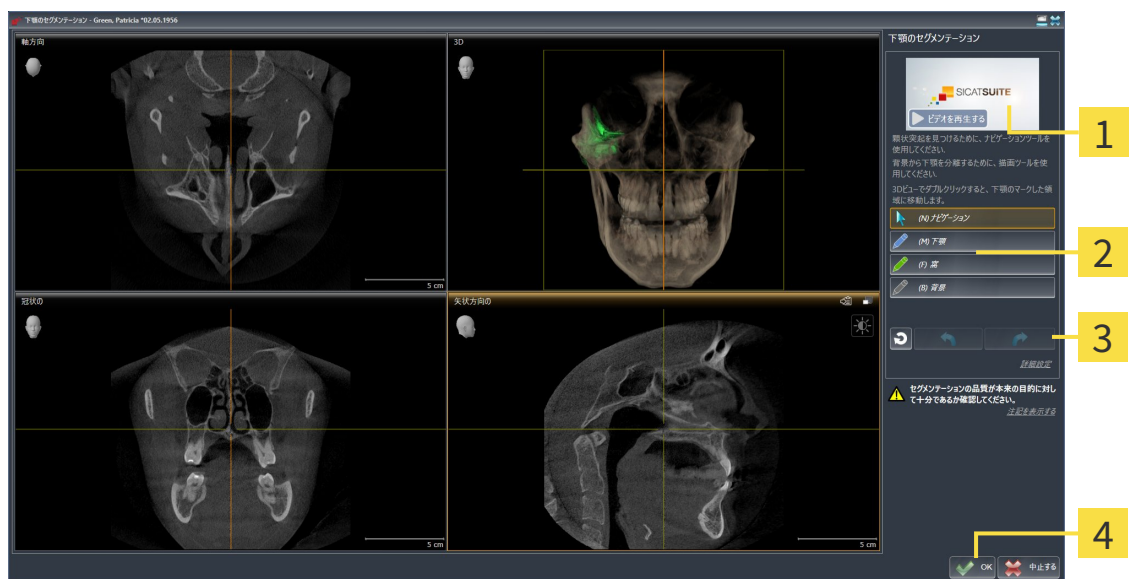 下顎のセグメンテーション - Green, Patricia *02.05.1956
軸方向
5 cm
3D
冠状の
5 cm
矢状方向の
5 cm
下顎のセグメンテーション
SICATSUITE
ビデオを再生する
顆状突起を見つけるために、ナビゲーションツールを
使用してください。
背景から下顎を分離するために、描画ツールを使
用してください。
3Dビューでダブルクリックすると、下顎のマークした領
域に移動します。
(N) ナビゲーション
(M) 下顎
(F) 窩
(B) 背景
詳細設定
セグメンテーションの品質が本来の目的に対し
て十分であるか確認してください。
注記を表示する
OK
中止する
1
2
3
4